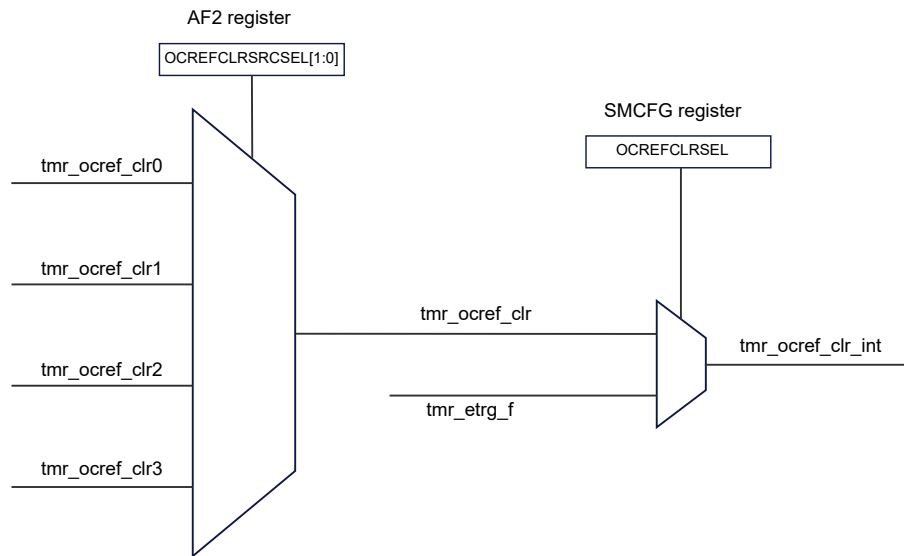 AF2 register
OCREFCLRSRCSEL[1:0]
SMCFG register
OCREFCLRSEL
tmr_ocref_clr0
tmr_ocref_clr1
tmr_ocref_clr
tmr_ocref_clr_int
tmr_ocref_clr2
tmr_etrg_f
tmr_ocref_clr3